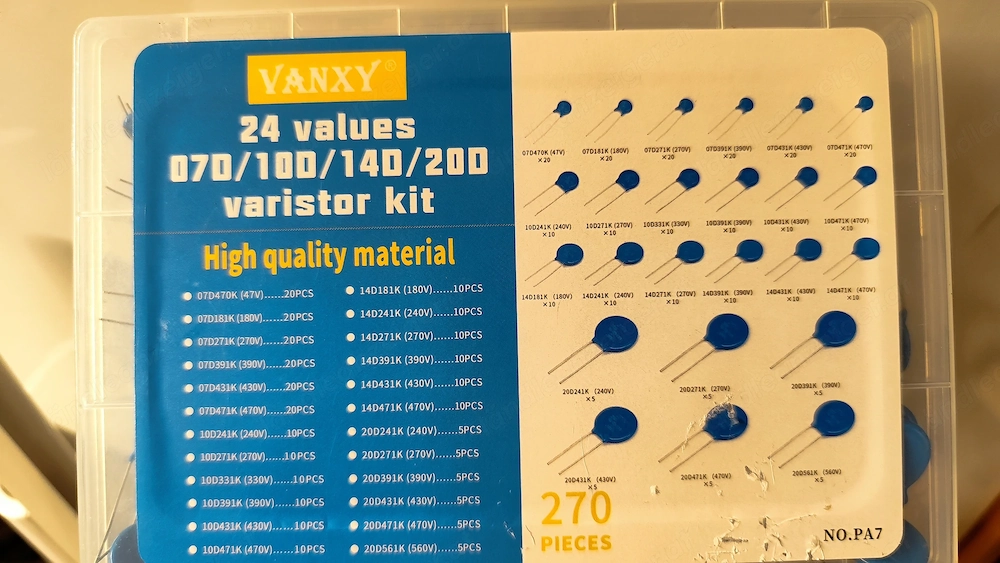 VANXY®
24 values
07D/10D/14D/20D
varistor kit
High quality material
07D470K (47V)......20PCS
07D181K (180V)......20PCS
07D271K (270V)......20PCS
07D391K (390V)......20PCS
07D431K (430V)......20PCS
07D471K (470V)......20PCS
10D241K (240V)......10PCS
10D271K (270V)......10PCS
10D331K (330V)......10PCS
10D391K (390V)......10PCS
10D431K (430V)......10PCS
10D471K (470V)......10PCS
14D181K (180V)......10PCS
14D241K (240V)......10PCS
14D271K (270V)......10PCS
14D391K (390V)......10PCS
14D431K (430V)......10PCS
14D471K (470V)......10PCS
20D241K (240V)......5PCS
20D271K (270V)......5PCS
20D391K (390V)......5PCS
20D431K (430V)......5PCS
20D471K (470V)......5PCS
20D561K (560V)......5PCS
07D470K (47V) 07D181K (180V) 07D271K (270V) 07D391K (390V) 07D431K (430V) 07D471K (470V)
×20 ×20 ×20 ×20 ×20 ×20
10D241K (240V) 10D271K (270V) 10D331K (330V) 10D391K (390V) 10D431K (430V) 10D471K (470V)
×10 ×10 ×10 ×10 ×10 ×10
14D181K (180V) 14D241K (240V) 14D271K (270V) 14D391K (390V) 14D431K (430V) 14D471K (470V)
×10 ×10 ×10 ×10 ×10 ×10
20D241K (240V) 20D271K (270V) 20D391K (390V)
×5 ×5 ×5
20D431K (430V) 20D471K (470V) 20D561K (560V)
×5 ×5 ×5
270
PIECES
NO.PA7